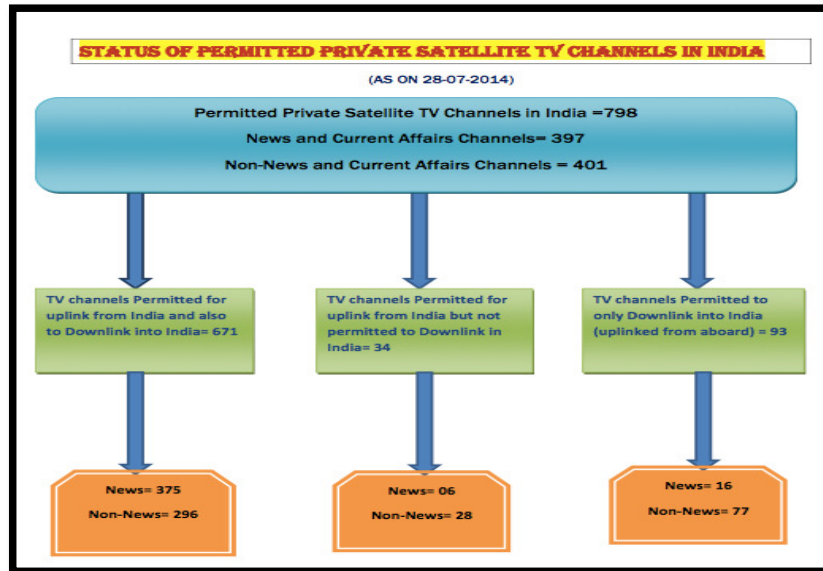 STATUS OF PERMITTED PRIVATE SATELLITE TV CHANNELS IN INDIA
(AS ON 28-07-2014)
Permitted Private Satellite TV Channels in India =798
News and Current Affairs Channels= 397
Non-News and Current Affairs Channels = 401
TV channels Permitted for
uplink from India and also
to Downlink into India= 671
TV channels Permitted for
uplink from India but not
permitted to Downlink in
India= 34
TV channels Permitted to
only Downlink into India
(uplinked from aboard) = 93
News= 375
Non-News= 296
News= 06
Non-News= 28
News= 16
Non-News= 77